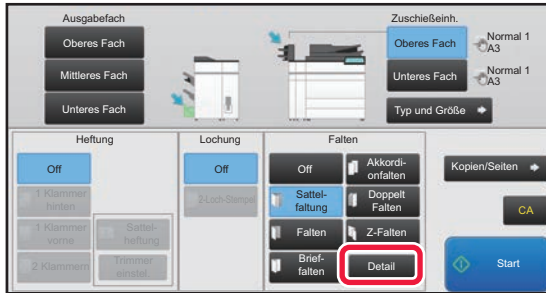 Ausgabefach
Oberes Fach
Mittleres Fach
Unteres Fach
Zuschießeinh.
Oberes Fach
Normal 1
A3
Unteres Fach
Normal 1
A3
Typ und Größe
Heftung
Off
1 Klammer
hinten
1 Klammer
vorne
2 Klammern
Sattel-
heftung
Trimmer
einstel.
Lochung
Off
2-Loch-Stempel
Falten
Off
Akkordi-
onfalten
Sattel-
faltung
Doppelt
Falten
Falten
Z-Falten
Brief-
falten
Detail
Kopien/Seiten
CA
Start